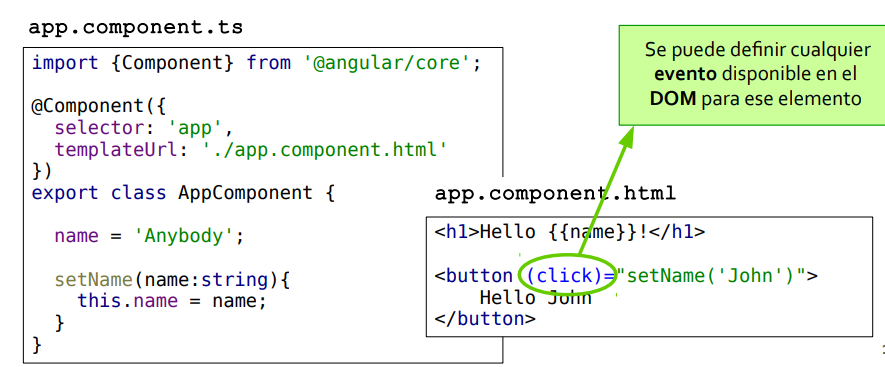 app.component.ts
import {Component} from '@angular/core';
@Component({
  selector: 'app',
  templateUrl: './app.component.html'
})
export class AppComponent {
  name = 'Anybody';
  setName(name:string){
    this.name = name;
  }
}
Se puede definir cualquier
evento disponible en el
DOM para ese elemento
app.component.html
<h1>Hello {{name}}!</h1>
<button (click)="setName('John')">
    Hello John
</button>